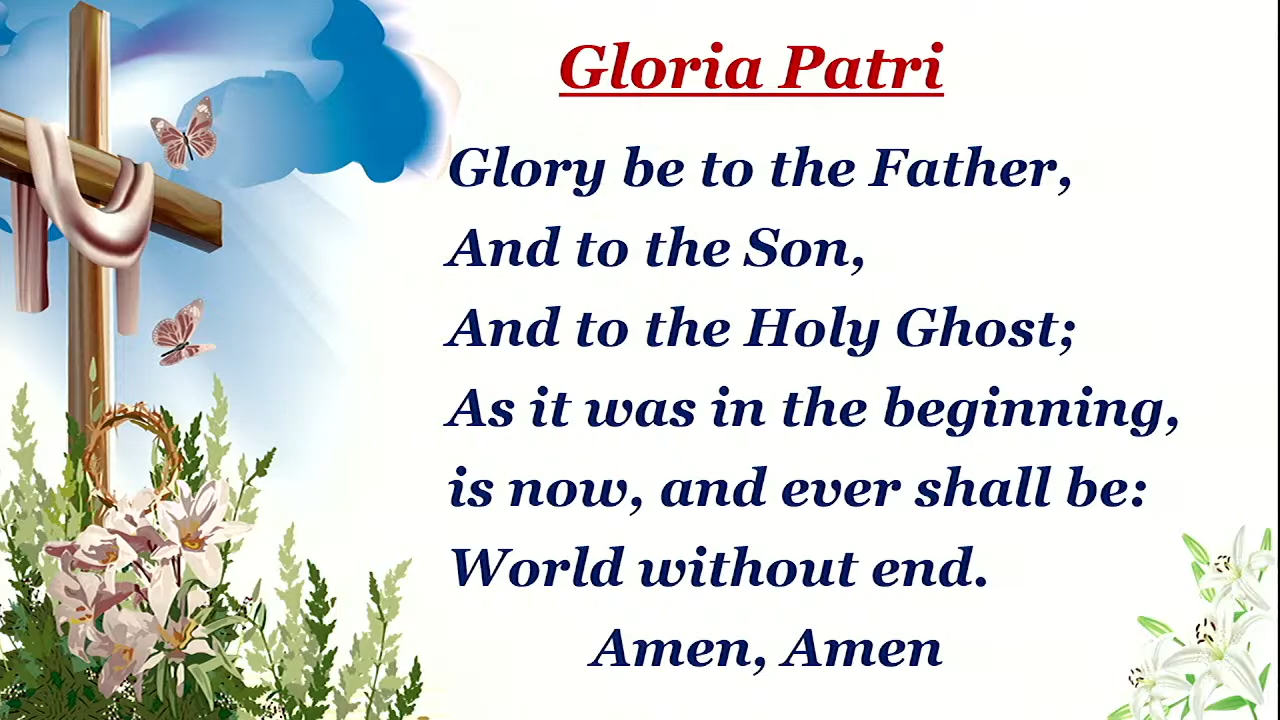 Gloria Patri
Glory be to the Father,
And to the Son,
And to the Holy Ghost;
As it was in the beginning,
is now, and ever shall be:
World without end.
Amen, Amen